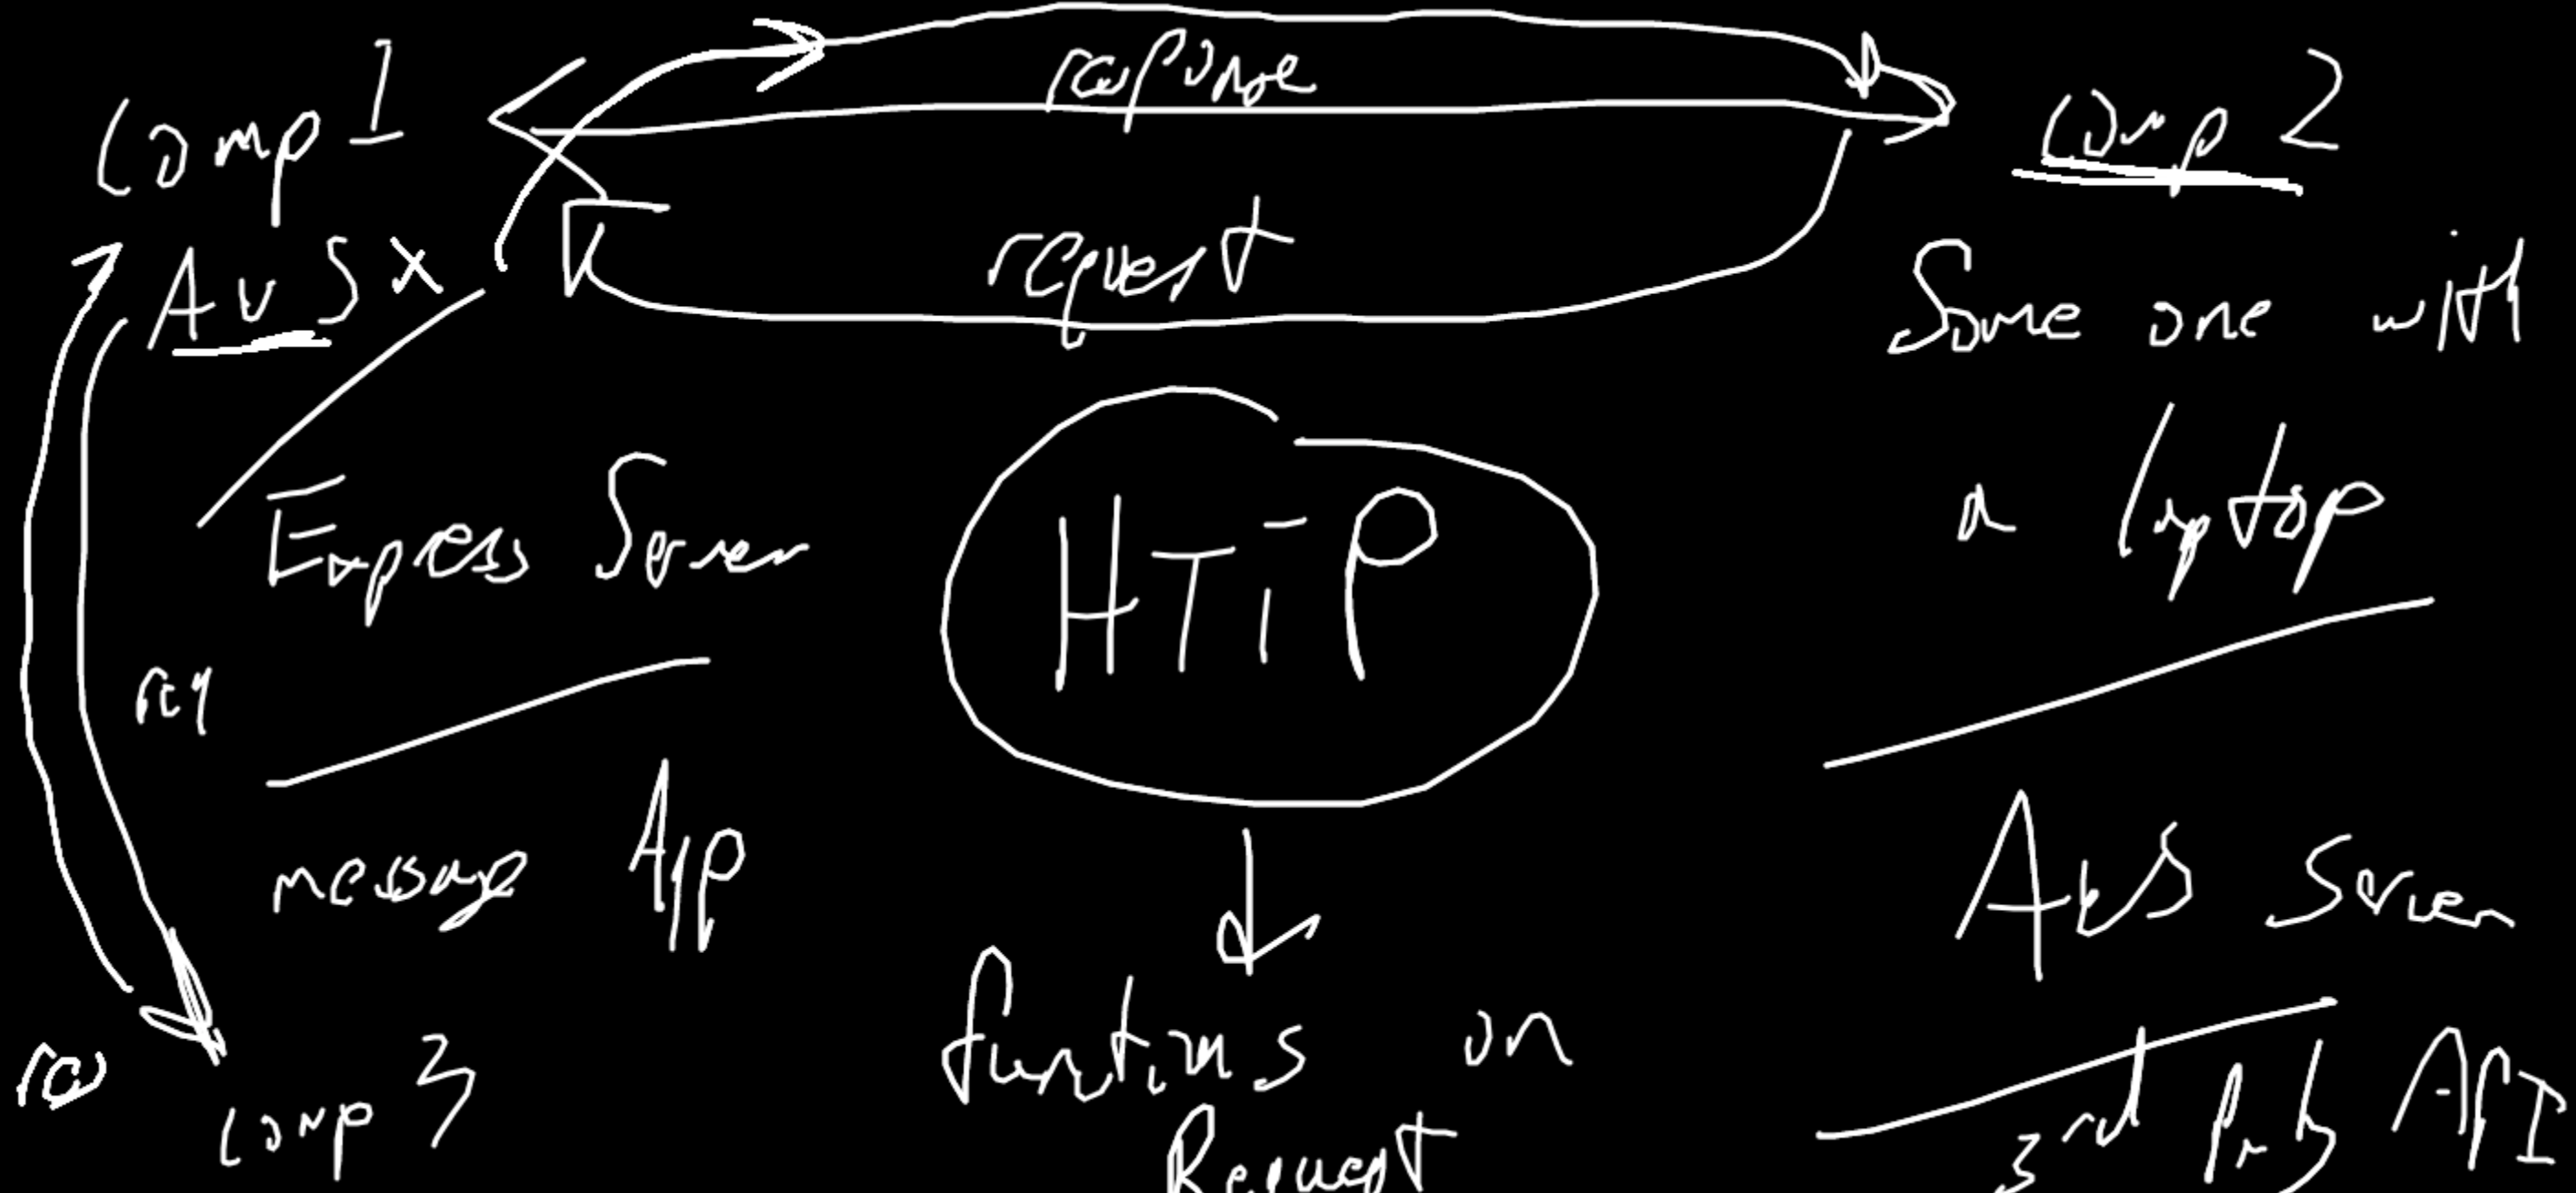 Comp 1
response
Comp 2
AWS x
request
Some one with
a laptop
Express Server
HTTP
req
message App
AWS Server
functions on
Request
res
comp 3
3rd Prty API